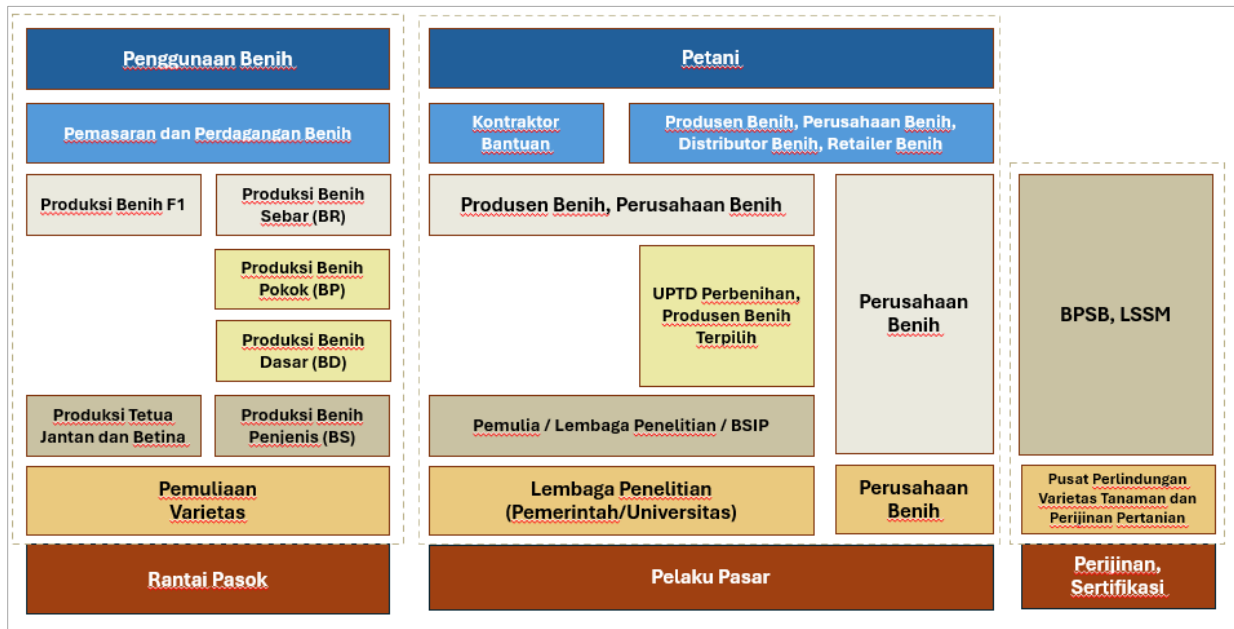 Penggunaan Benih
Petani
Pemasaran dan Perdagangan Benih
Kontraktor
Bantuan
Produsen Benih, Perusahaan Benih,
Distributor Benih, Retailer Benih
Produksi Benih F1
Produksi Benih
Sebar (BR)
Produsen Benih, Perusahaan Benih
Perusahaan
Benih
BPSB, LSSM
Produksi Benih
Pokok (BP)
UPTD Perbenihan,
Produsen Benih
Terpilih
Produksi Benih
Dasar (BD)
Produksi Tetua
Jantan dan Betina
Produksi Benih
Penjenis (BS)
Pemulia / Lembaga Penelitian / BSIP
Pemuliaan
Varietas
Lembaga Penelitian
(Pemerintah/Universitas)
Perusahaan
Benih
Pusat Perlindungan
Varietas Tanaman dan
Perijinan Pertanian
Rantai Pasok
Pelaku Pasar
Perijinan,
Sertifikasi